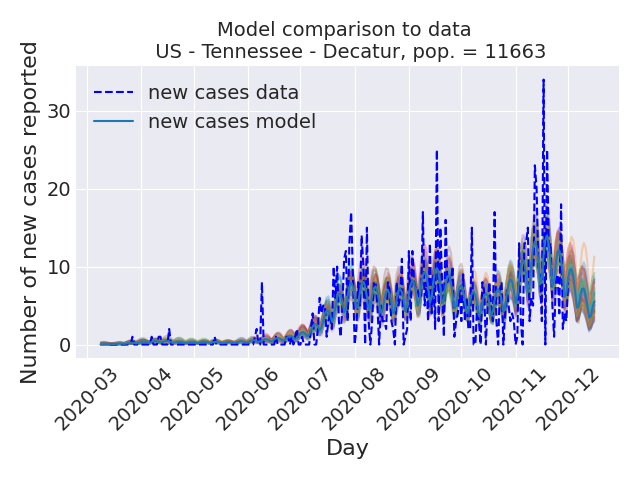 Model comparison to data
US - Tennessee - Decatur, pop. = 11663
Number of new cases reported
new cases data
new cases model
30
20
10
0
2020-03
2020-04
2020-05
2020-06
2020-07
2020-08
2020-09
2020-10
2020-11
2020-12
Day